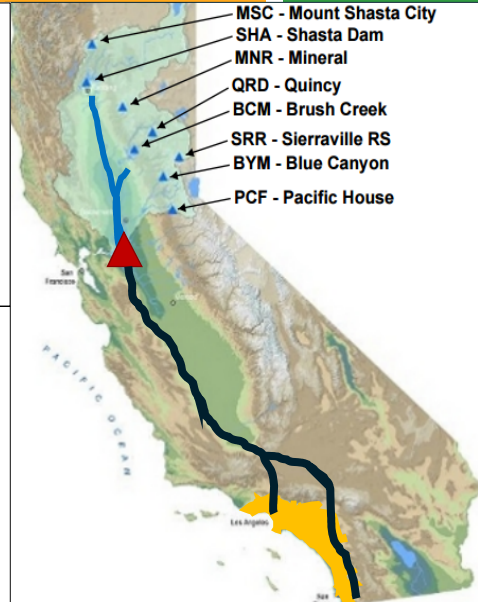 MSC - Mount Shasta City
SHA - Shasta Dam
MNR - Mineral
QRD - Quincy
BCM - Brush Creek
SRR - Sierraville RS
BYM - Blue Canyon
PCF - Pacific House
San
Francisco
PACIFIC OCEAN
Los Angeles
San